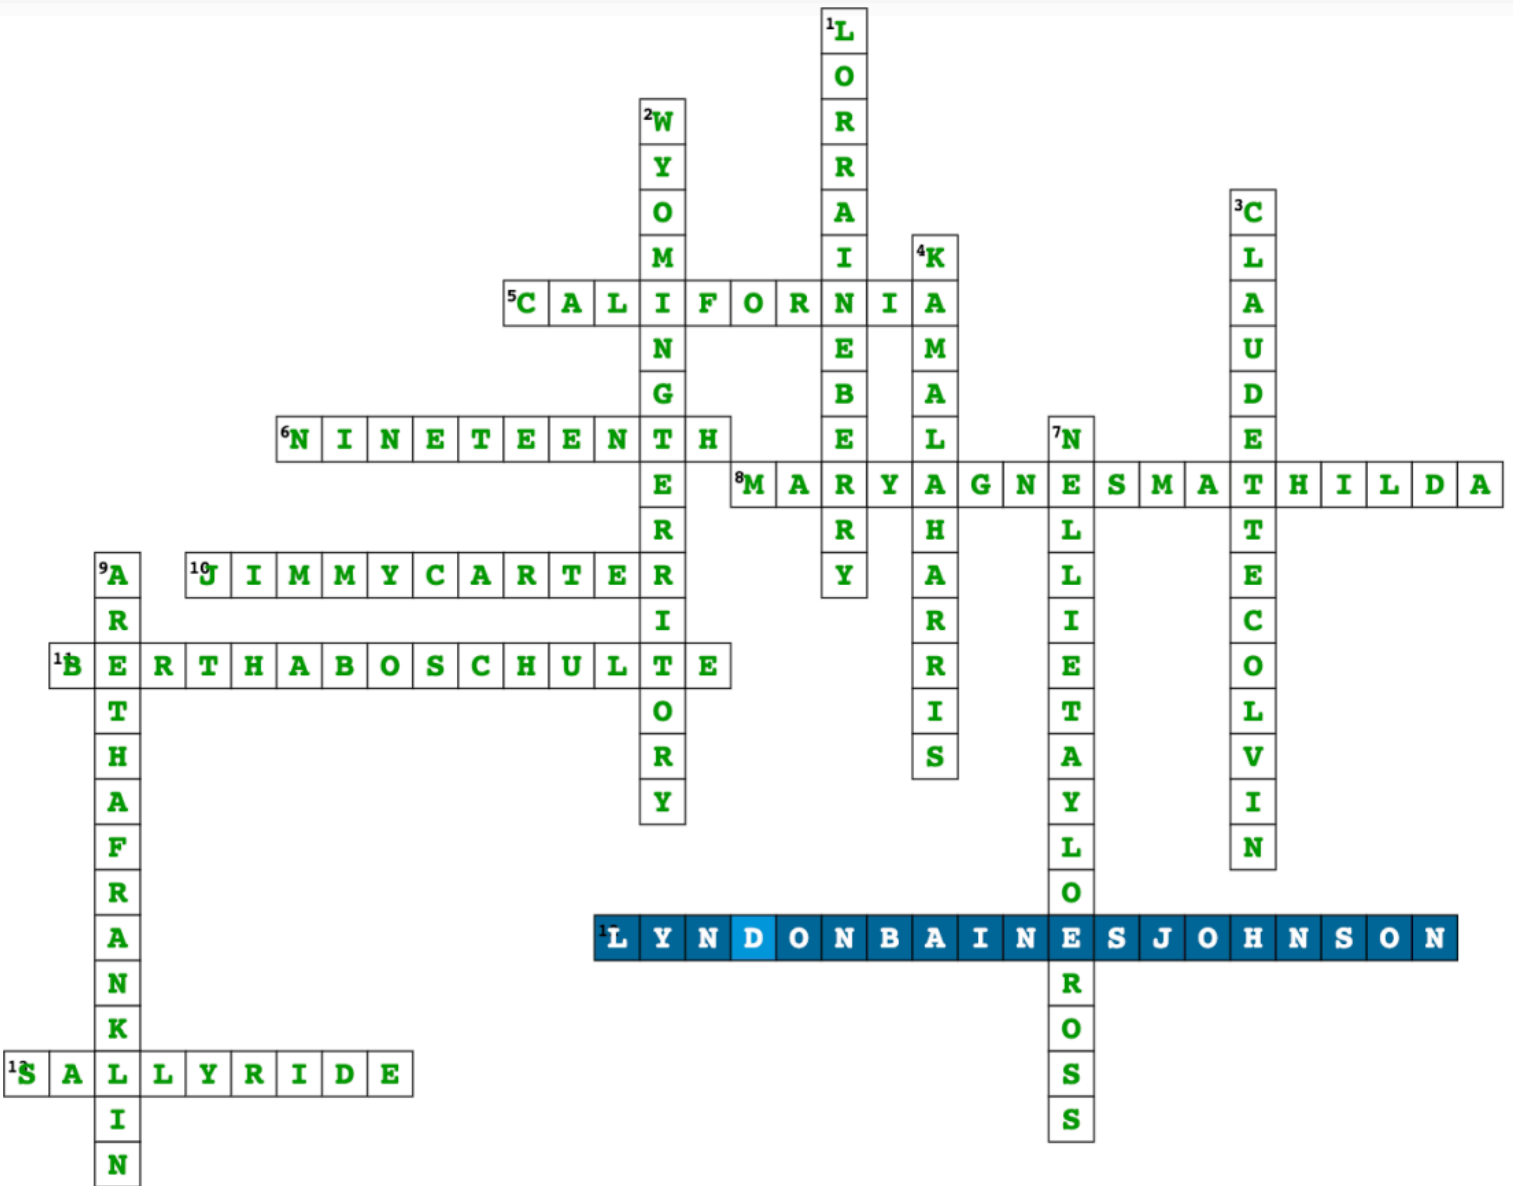 1 LORRAINEBERRY
2 WYOMINGTERRITORY
3 CLAUDETTECOLVIN
4 KAMALAHARRIS
5 CALIFORNIA
6 NINETEENTH
7 NELLIETAYLOEROSS
8 MARYAGNESMATHILDA
9 ARETHAFRANKLIN
10 JIMMYCARTER
11 BERTHABOSCHULTE
12 LYNDONBAINESJOHNSON
13 SALLYRIDE